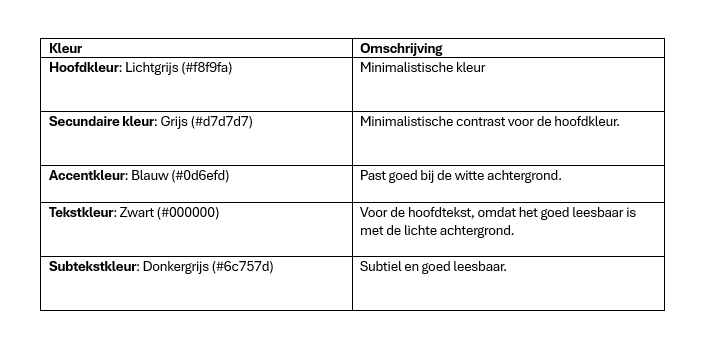 Kleur Omschrijving
Hoofdkleur: Lichtgrijs (#f8f9fa) Minimalistische kleur
Secundaire kleur: Grijs (#d7d7d7) Minimalistische contrast voor de hoofdkleur.
Accentkleur: Blauw (#0d6efd) Past goed bij de witte achtergrond.
Tekstkleur: Zwart (#000000) Voor de hoofdtekst, omdat het goed leesbaar is
met de lichte achtergrond.
Subtekstkleur: Donkergrijs (#6c757d) Subtiel en goed leesbaar.